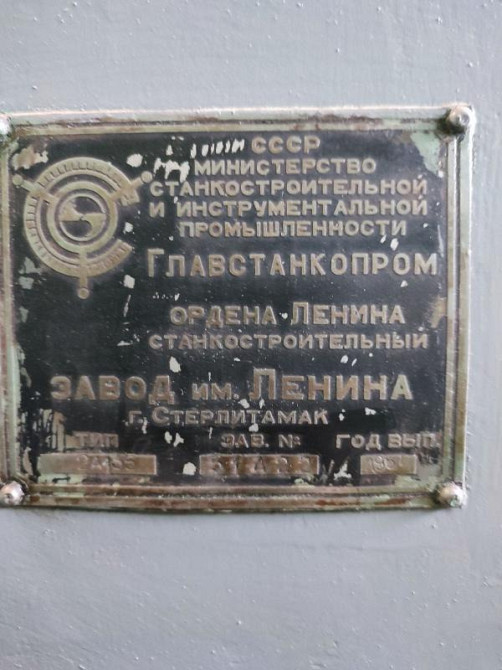 СССР
МИНИСТЕРСТВО
СТАНКОСТРОИТЕЛЬНОЙ
И ИНСТРУМЕНТАЛЬНОЙ
ПРОМЫШЛЕННОСТИ
ГЛАВСТАНКОПРОМ
ОРДЕНА ЛЕНИНА
СТАНКОСТРОИТЕЛЬНЫЙ
ЗАВОД ИМ. ЛЕНИНА
Г. СТЕРЛИТАМАК
ТИП ЗАВ. № ГОД ВЫП.